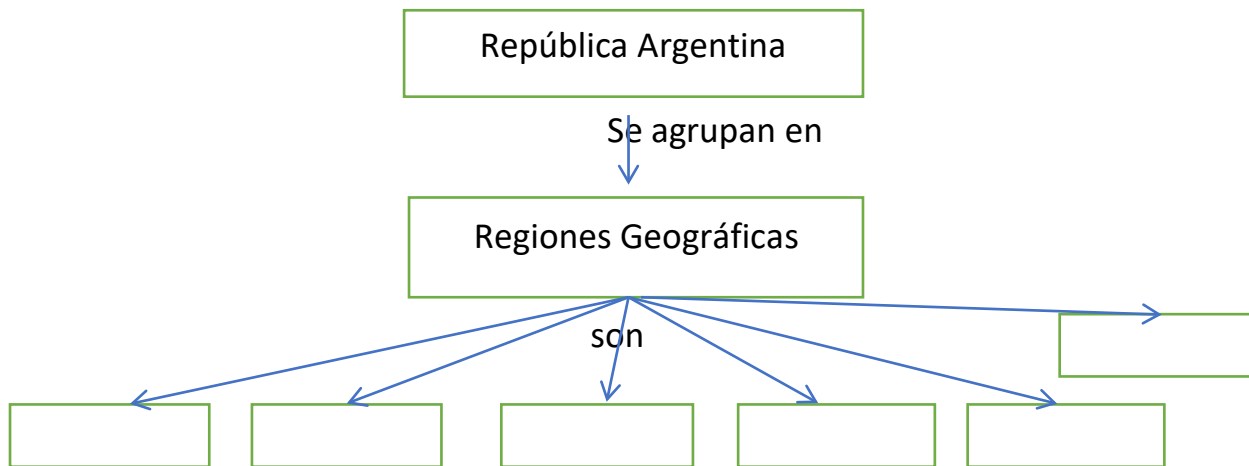 República Argentina
Se agrupan en
Regiones Geográficas
son